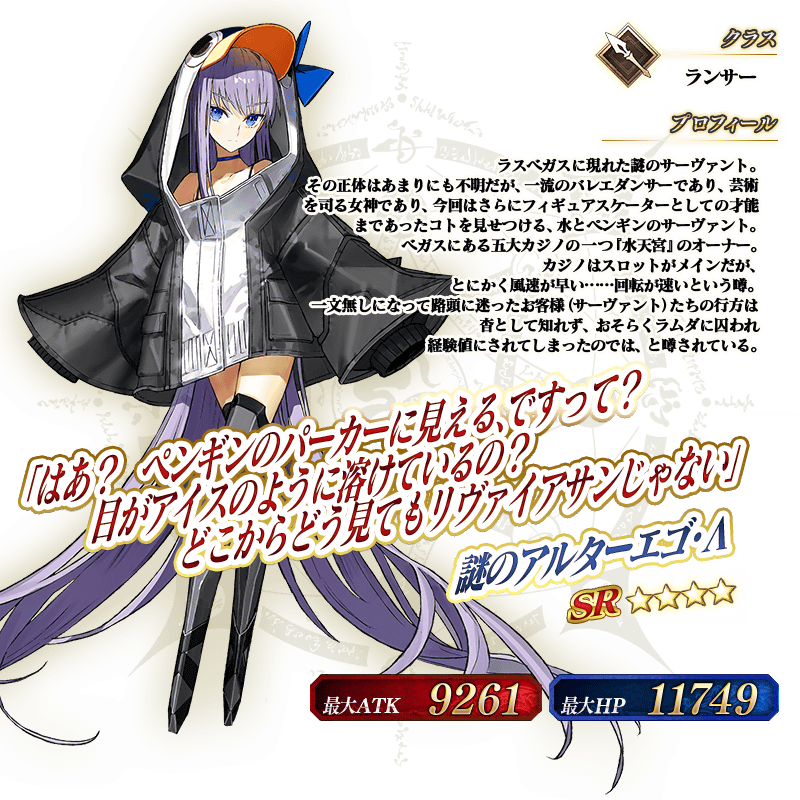 クラス
ランサー
プロフィール
ラスベガスに現れた謎のサーヴァント。
その正体はあまりにも不明だが、一流のバレエダンサーであり、芸術
を司る女神であり、今回はさらにフィギュアスケーターとしての才能
まであったコトを見せつける、水とペンギンのサーヴァント。
ベガスにある五大カジノの一つ『水天宮』のオーナー。
カジノはスロットがメインだが、
とにかく風速が早い……回転が速いという噂。
一文無しになって路頭に迷ったお客様（サーヴァント）たちの行方は
杳として知れず、おそらくラムダに囚われ
経験値にされてしまったのでは、と噂されている。
「はあ？ ペンギンのパーカーに見える、ですって？
目がアイスのように溶けているの？
どこからどう見てもリヴァイアサンじゃない」
謎のアルターエゴ・Λ
SR ☆☆☆☆
最大ATK 9261
最大HP 11749